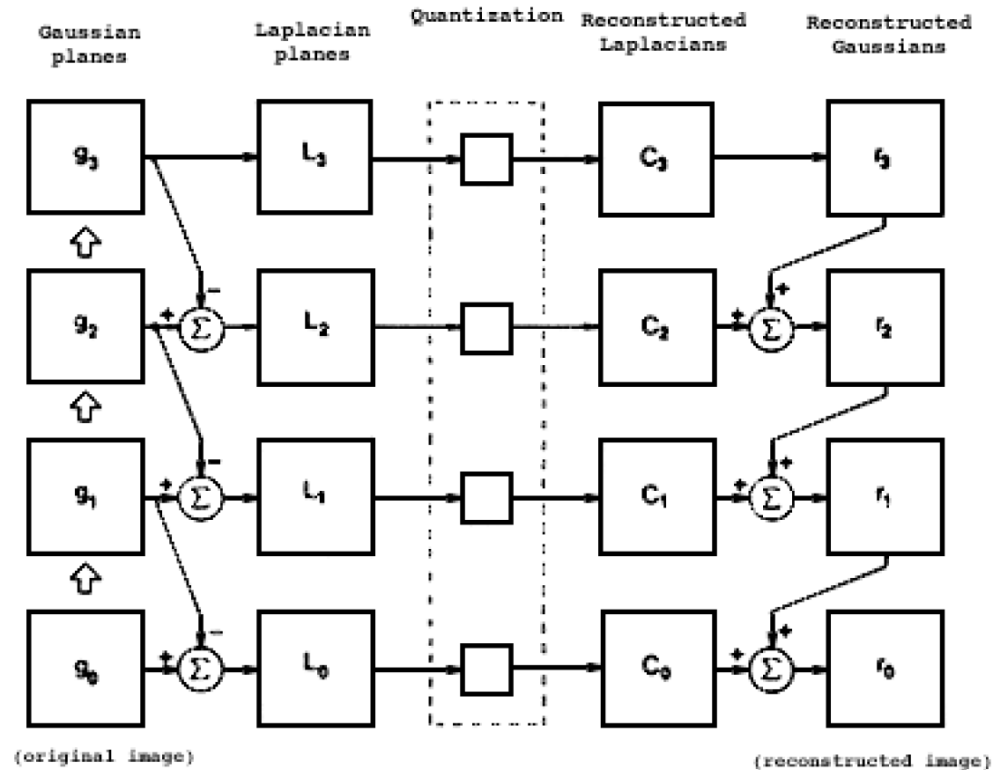 Gaussian
planes
Laplacian
planes
Quantization
Reconstructed
Laplacians
Reconstructed
Gaussians
g₃
L₃
C₃
r₃
−
+
+
g₂
+
Σ
L₂
C₂
+
Σ
r₂
−
+
g₁
+
Σ
L₁
C₁
+
Σ
r₁
−
+
g₀
+
Σ
L₀
C₀
+
Σ
r₀
(original image)
(reconstructed image)